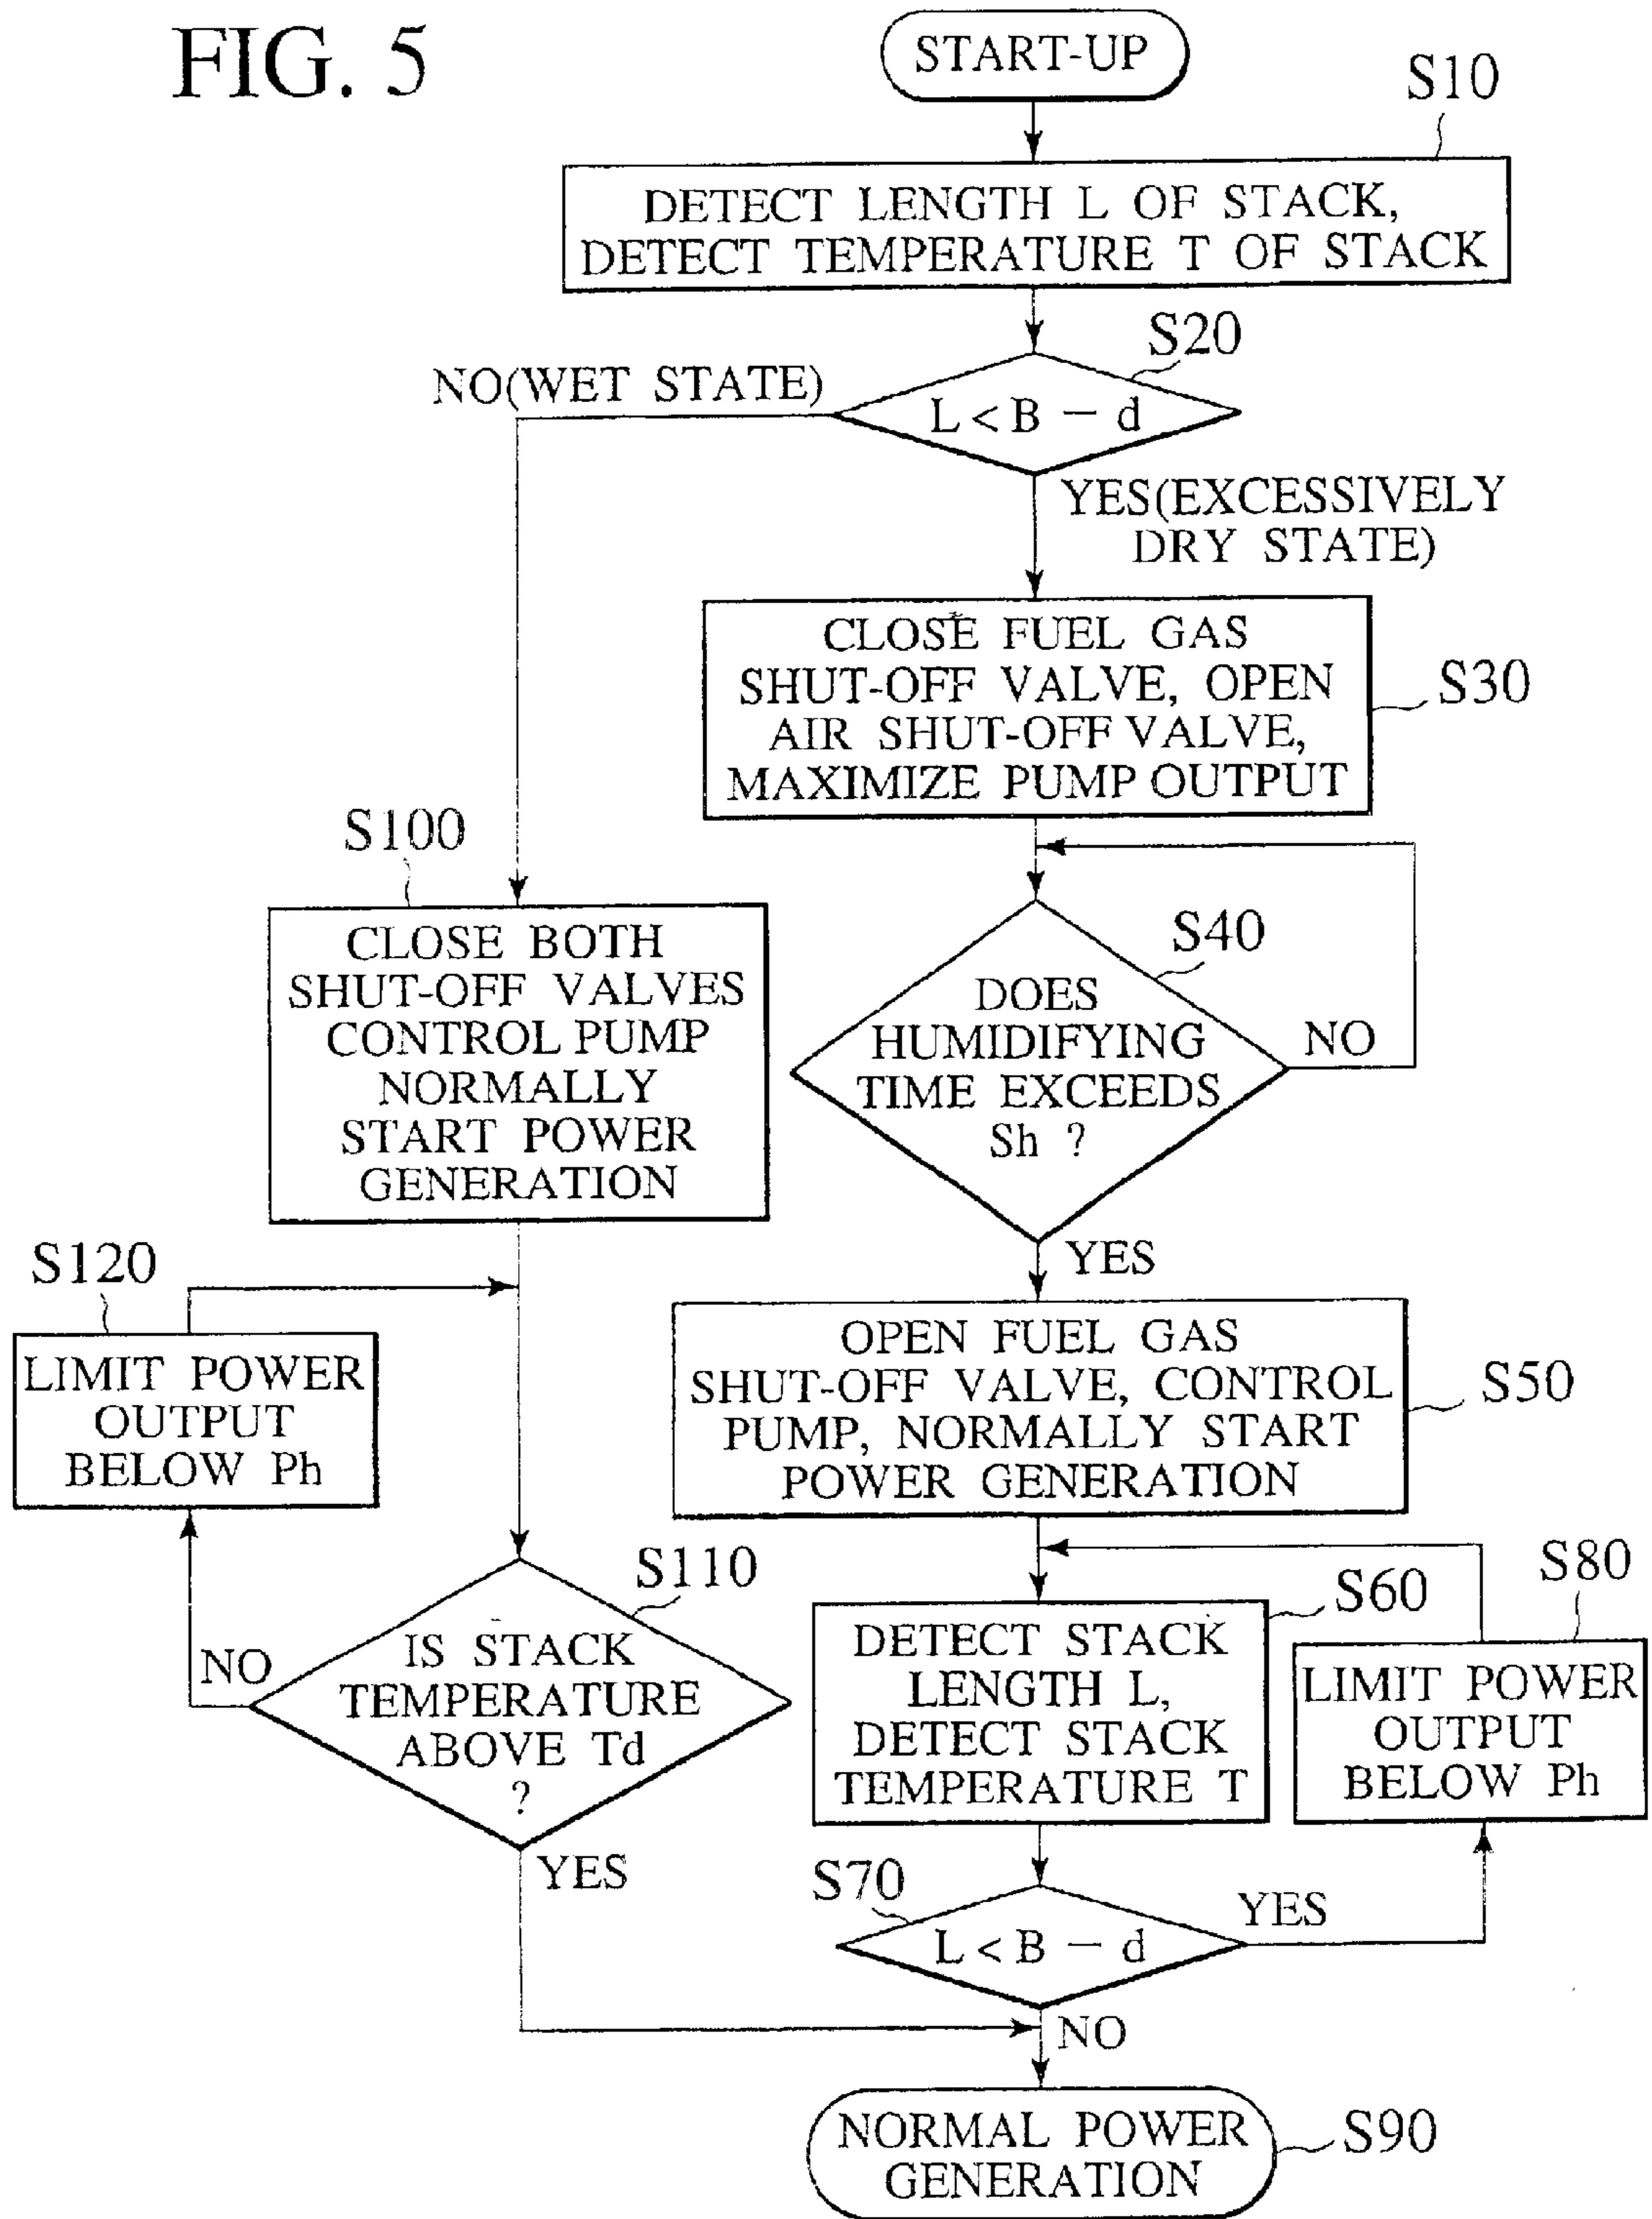 FIG. 5
START-UP
S10
DETECT LENGTH L OF STACK,
DETECT TEMPERATURE T OF STACK
S20
NO(WET STATE)
L < B - d
YES(EXCESSIVELY
DRY STATE)
CLOSE FUEL GAS
SHUT-OFF VALVE, OPEN
AIR SHUT-OFF VALVE,
MAXIMIZE PUMP OUTPUT
S30
S100
CLOSE BOTH
SHUT-OFF VALVES
CONTROL PUMP
NORMALLY
START POWER
GENERATION
S40
DOES
HUMIDIFYING
TIME EXCEEDS
Sh ?
NO
YES
S120
LIMIT POWER
OUTPUT
BELOW Ph
OPEN FUEL GAS
SHUT-OFF VALVE, CONTROL
PUMP, NORMALLY START
POWER GENERATION
S50
S110
IS STACK
TEMPERATURE
ABOVE Td
?
NO
YES
S60
DETECT STACK
LENGTH L,
DETECT STACK
TEMPERATURE T
S80
LIMIT POWER
OUTPUT
BELOW Ph
S70
L < B - d
YES
NO
NORMAL POWER
GENERATION
S90